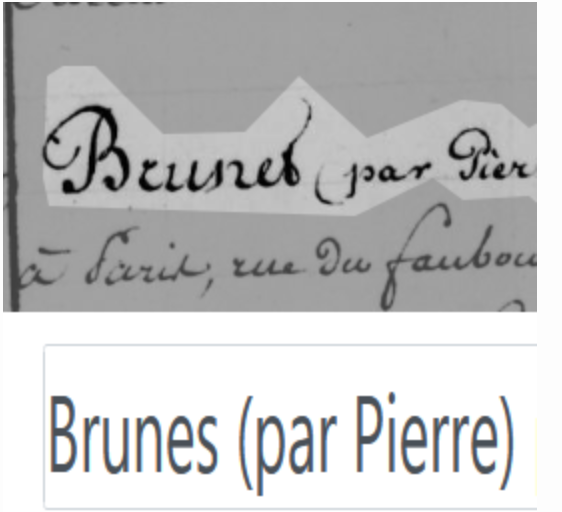 Brunet (par Pier
à Paris, rue du faubou
Brunes (par Pierre)